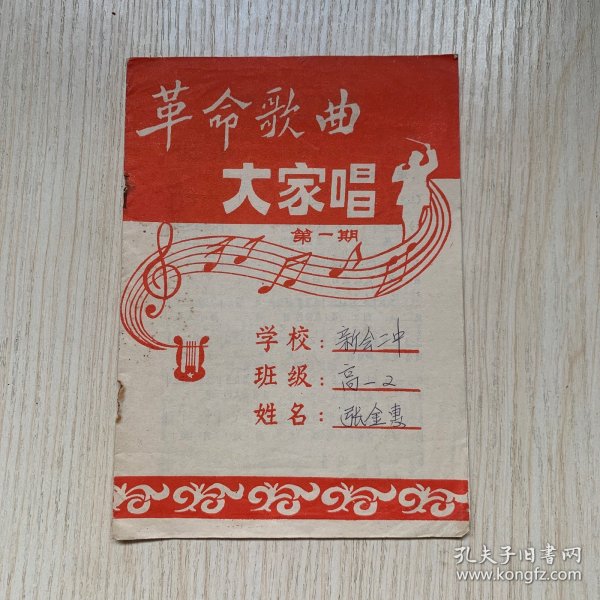 革命歌曲
大家唱
第一期
学校：新会二中
班级：高一2
姓名：张金惠
孔夫子旧书网
www.kongfz.com